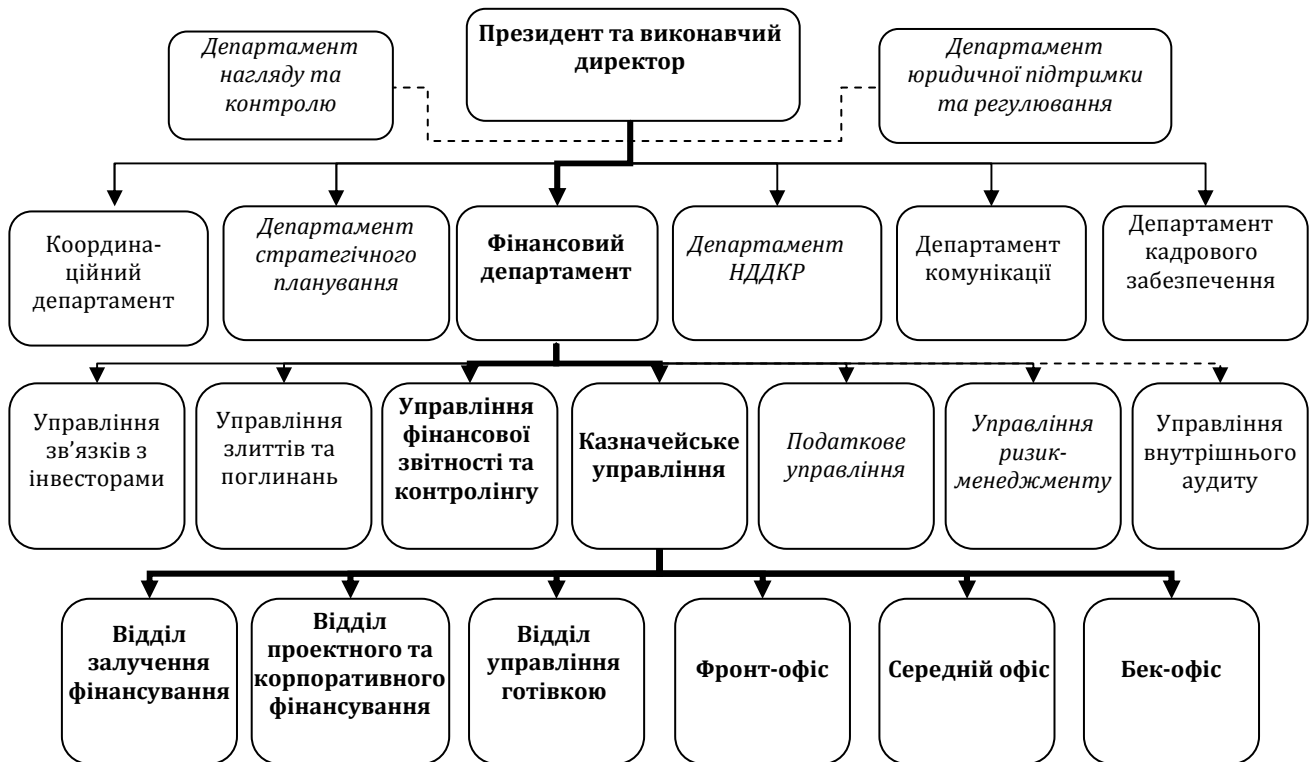 Департамент
нагляду та
контролю
Президент та виконавчий
директор
Департамент
юридичної підтримки
та регулювання
Координа-
ційний
департамент
Департамент
стратегічного
планування
Фінансовий
департамент
Департамент
НДДКР
Департамент
комунікації
Департамент
кадрового
забезпечення
Управління
зв’язків з
інвесторами
Управління
злиттів та
поглинань
Управління
фінансової
звітності та
контролінгу
Казначейське
управління
Податкове
управління
Управління
ризик-
менеджменту
Управління
внутрішнього
аудиту
Відділ
залучення
фінансування
Відділ
проектного та
корпоративного
фінансування
Відділ
управління
готівкою
Фронт-офіс
Середній офіс
Бек-офіс